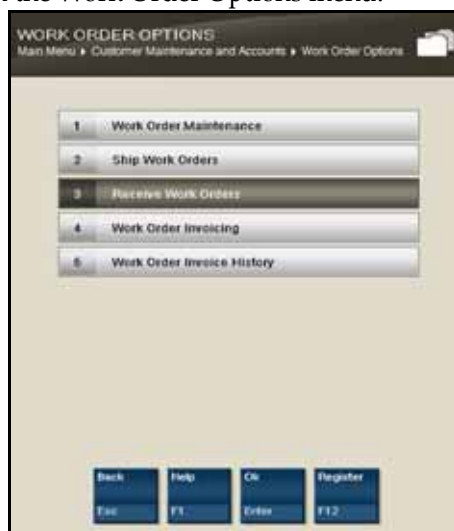 the Work Order Options menu.
WORK ORDER OPTIONS
Main Menu ▸ Customer Maintenance and Accounts ▸ Work Order Options
1 Work Order Maintenance
2 Ship Work Orders
3 Receive Work Orders
4 Work Order Invoicing
5 Work Order Invoice History
Back Help Ok Register
Esc F1 Enter F12